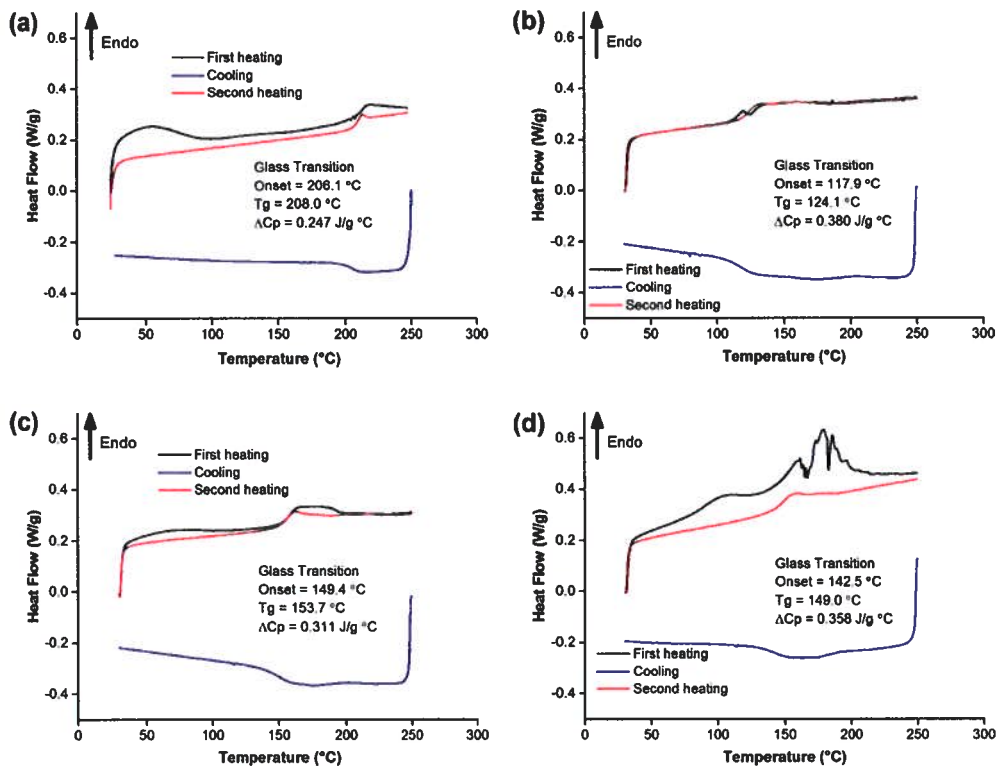 (a)
Endo
First heating
Cooling
Second heating
Glass Transition
Onset = 206.1 °C
Tg = 208.0 °C
ΔCp = 0.247 J/g °C
Heat Flow (W/g)
0.6
0.4
0.2
0.0
-0.2
-0.4
0 50 100 150 200 250 300
Temperature (°C)
(b)
Endo
Glass Transition
Onset = 117.9 °C
Tg = 124.1 °C
ΔCp = 0.380 J/g °C
First heating
Cooling
Second heating
Heat Flow (W/g)
0.6
0.4
0.2
0.0
-0.2
-0.4
0 50 100 150 200 250 300
Temperature (°C)
(c)
Endo
First heating
Cooling
Second heating
Glass Transition
Onset = 149.4 °C
Tg = 153.7 °C
ΔCp = 0.311 J/g °C
Heat Flow (W/g)
0.6
0.4
0.2
0.0
-0.2
-0.4
0 50 100 150 200 250 300
Temperature (°C)
(d)
Endo
Glass Transition
Onset = 142.5 °C
Tg = 149.0 °C
ΔCp = 0.358 J/g °C
First heating
Cooling
Second heating
Heat Flow (W/g)
0.6
0.4
0.2
0.0
-0.2
-0.4
0 50 100 150 200 250 300
Temperature (°C)